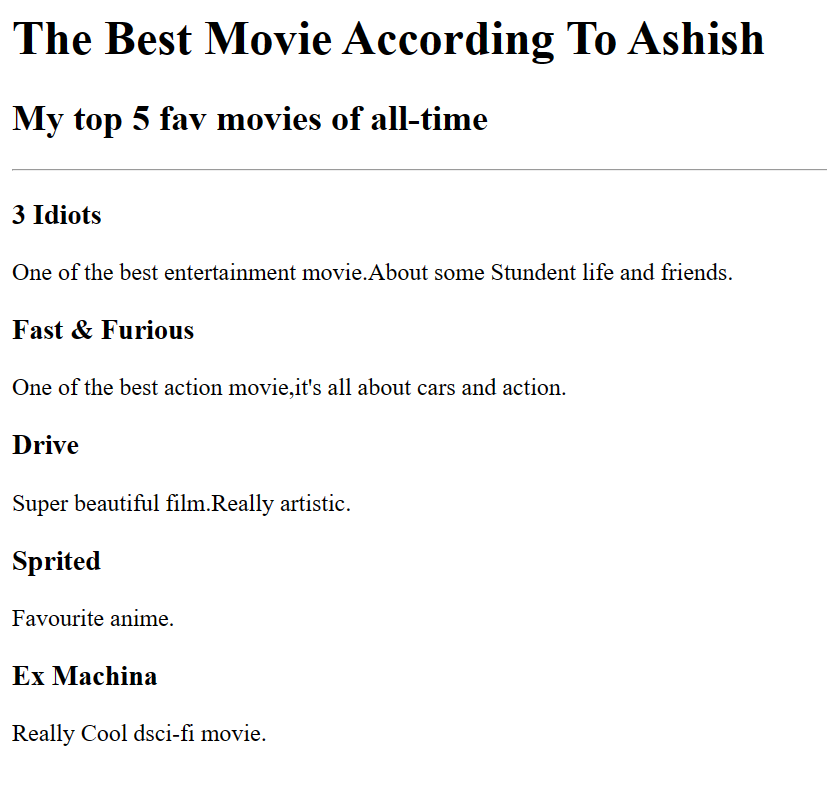 The Best Movie According To Ashish
My top 5 fav movies of all-time
3 Idiots
One of the best entertainment movie.About some Stundent life and friends.
Fast & Furious
One of the best action movie,it's all about cars and action.
Drive
Super beautiful film.Really artistic.
Sprited
Favourite anime.
Ex Machina
Really Cool dsci-fi movie.